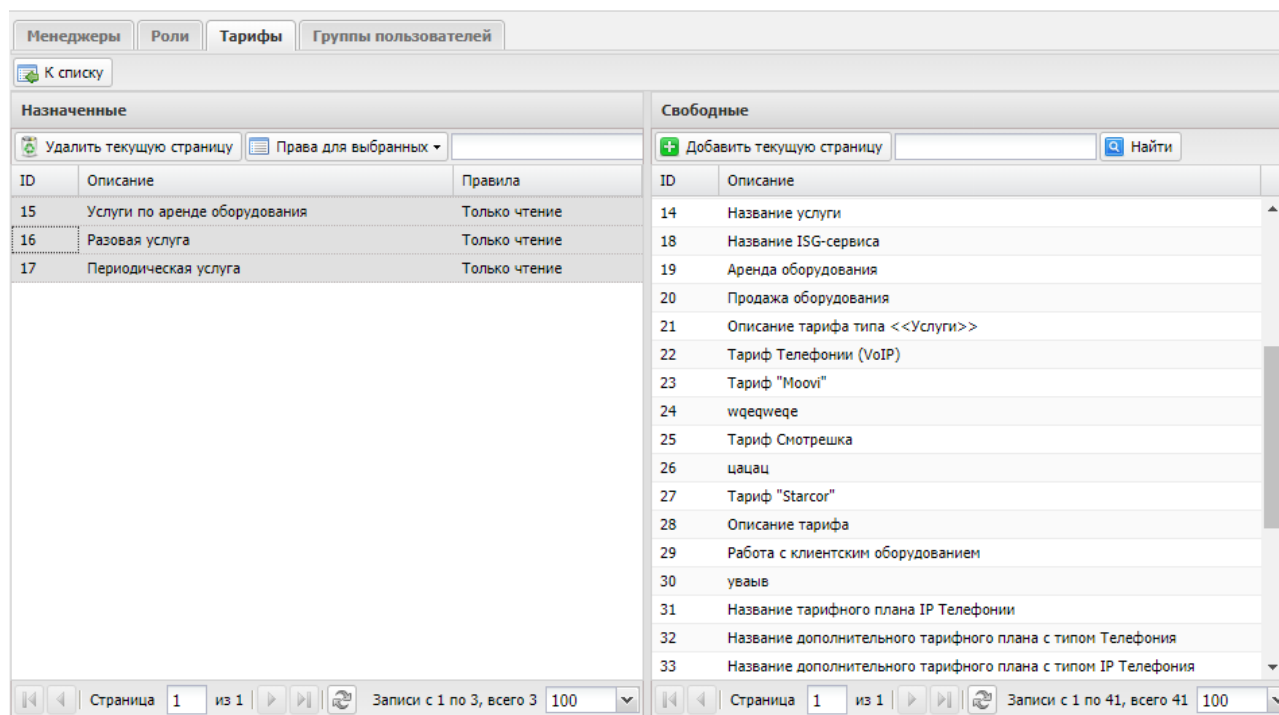 Менеджеры Роли Тарифы Группы пользователей
К списку
Назначенные
Удалить текущую страницу Права для выбранных
ID Описание Правила
15 Услуги по аренде оборудования Только чтение
16 Разовая услуга Только чтение
17 Периодическая услуга Только чтение
Страница 1 из 1 Записи с 1 по 3, всего 3 100
Свободные
Добавить текущую страницу Найти
ID Описание
14 Название услуги
18 Название ISG-сервиса
19 Аренда оборудования
20 Продажа оборудования
21 Описание тарифа типа <<Услуги>>
22 Тариф Телефонии (VoIP)
23 Тариф "Moovi"
24 wqeqweqe
25 Тариф Смотрешка
26 цацац
27 Тариф "Starcor"
28 Описание тарифа
29 Работа с клиентским оборудованием
30 уваыв
31 Название тарифного плана IP Телефонии
32 Название дополнительного тарифного плана с типом Телефония
33 Название дополнительного тарифного плана с типом IP Телефония
Страница 1 из 1 Записи с 1 по 41, всего 41 100